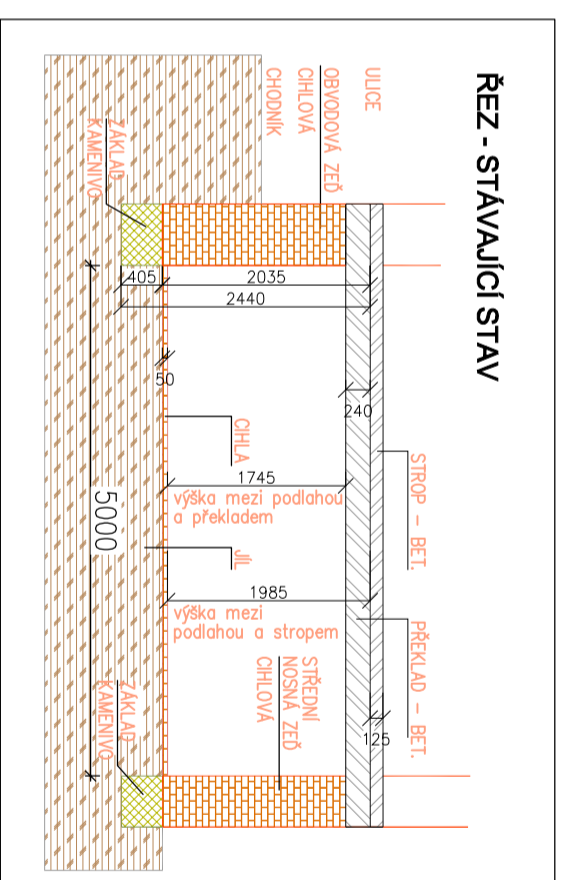 ŘEZ - STÁVAJÍCÍ STAV
ULICE
OBVODOVÁ ZEĎ
CIHLOVÁ
CHODNÍK
ZÁKLAD
KAMENIVO
405
2035
2440
50
240
CIHLA
1745
výška mezi podlahou
a překladem
STROP - BET.
5000
JÍL
1985
výška mezi
podlahou a stropem
PŘEKLAD - BET.
125
STŘEDNÍ
NOSNÁ ZEĎ
CIHLOVÁ
ZÁKLAD
KAMENIVO